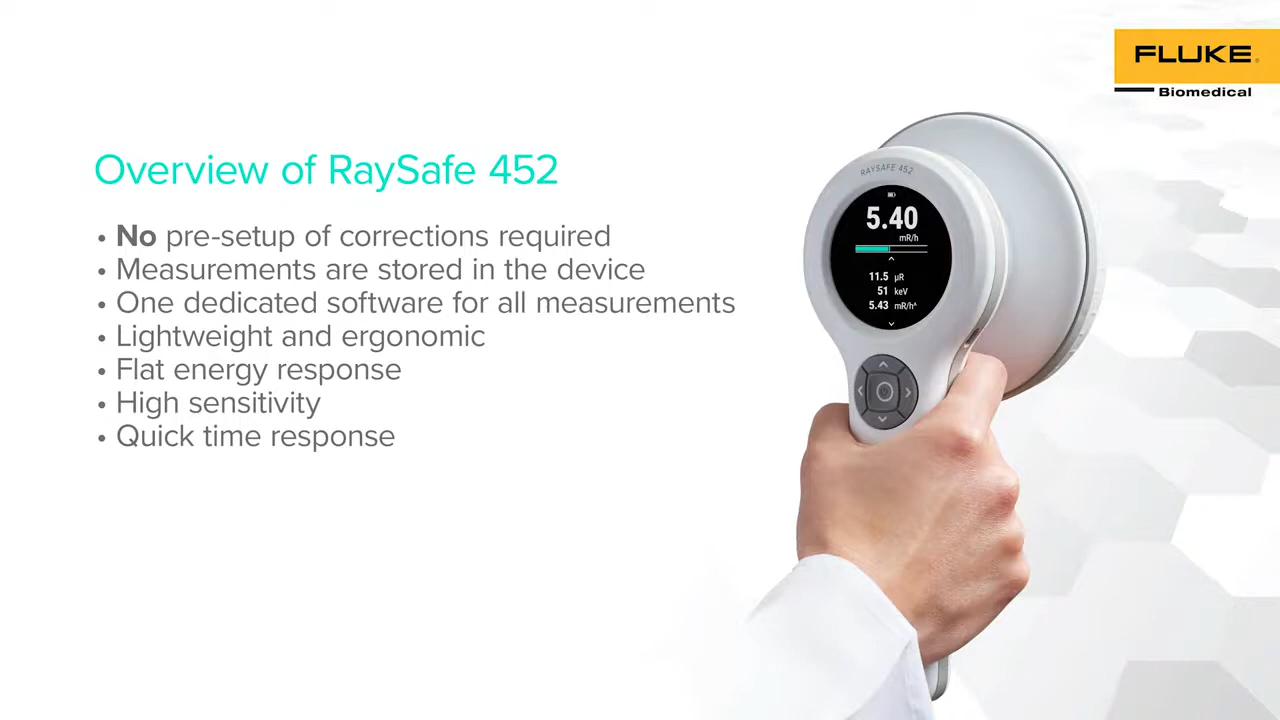 FLUKE®
Biomedical
Overview of RaySafe 452
• No pre-setup of corrections required
• Measurements are stored in the device
• One dedicated software for all measurements
• Lightweight and ergonomic
• Flat energy response
• High sensitivity
• Quick time response
RAYSAFE 452
5.40
mR/h
11.5 µR
51 keV
5.43 mR/h^